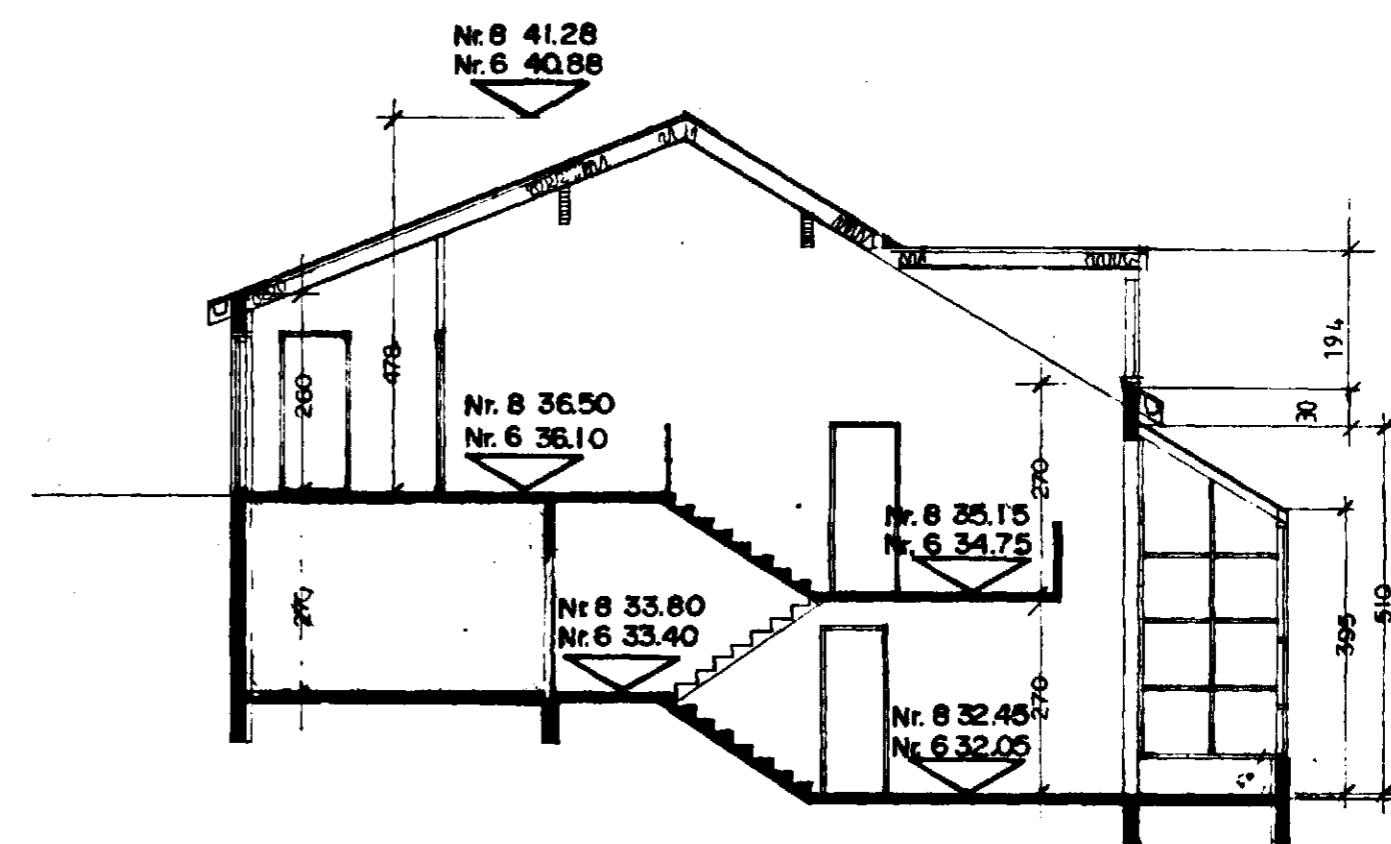 Nr. 8 41.28
Nr. 6 40.88
194
478
260
30
Nr. 8 36.50
Nr. 6 36.10
270
Nr. 8 35.15
Nr. 6 34.75
270
Nr. 8 33.80
Nr. 6 33.40
395
510
270
Nr. 8 32.45
Nr. 6 32.05